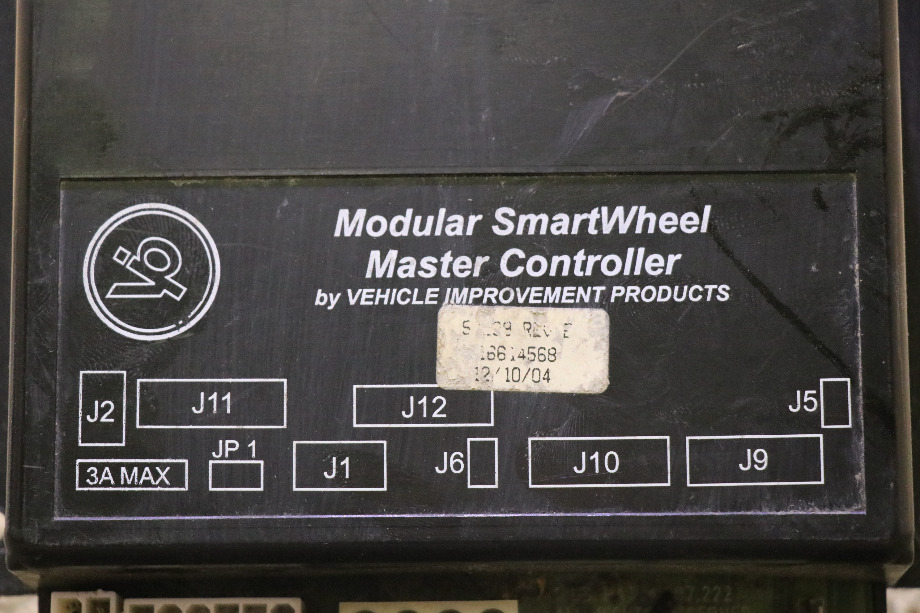 Modular SmartWheel
Master Controller
by VEHICLE IMPROVEMENT PRODUCTS
REV E
16614568
12/10/04
J2 J11 J12 J5
JP 1
3A MAX J1 J6 J10 J9